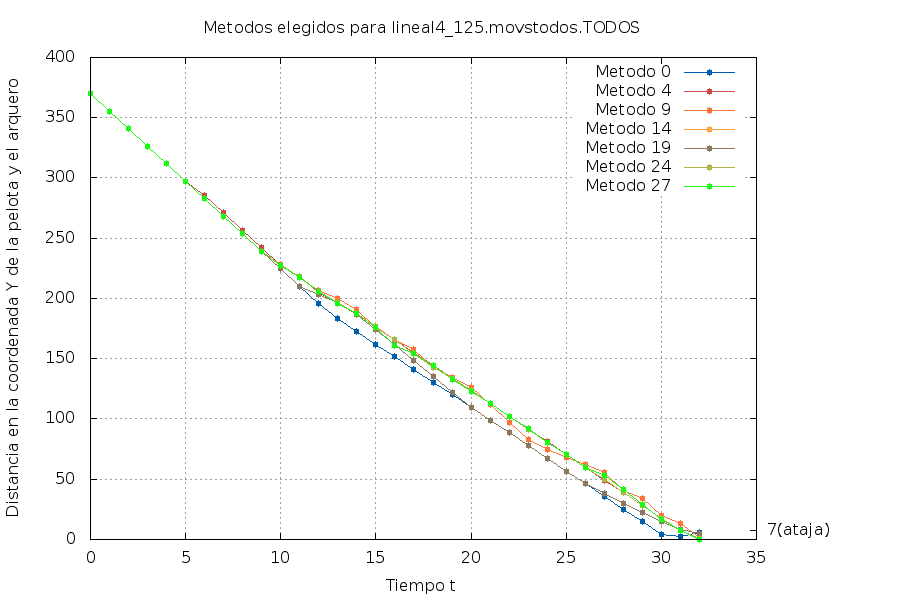 Metodos elegidos para lineal4_125.movstodos.TODOS
Distancia en la coordenada Y de la pelota y el arquero
400
350
300
250
200
150
100
50
0
Metodo 0
Metodo 4
Metodo 9
Metodo 14
Metodo 19
Metodo 24
Metodo 27
7(ataja)
0 5 10 15 20 25 30 35
Tiempo t